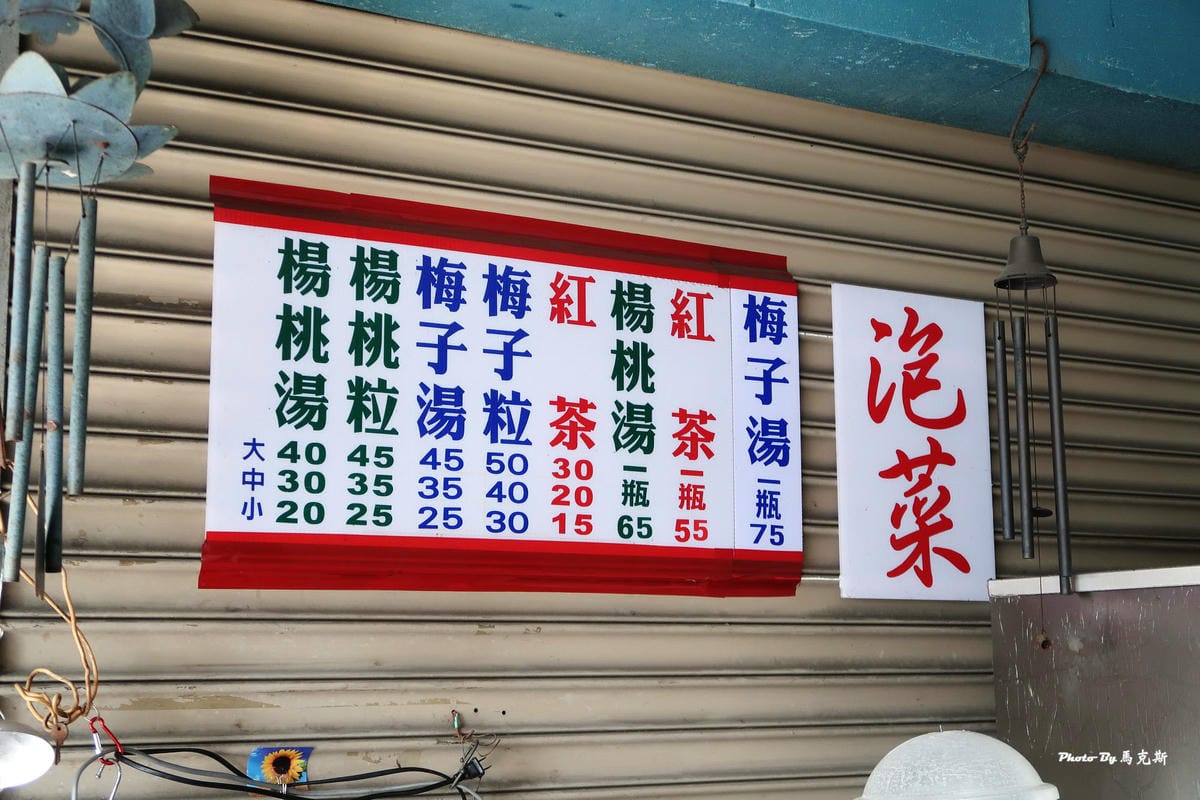 楊桃湯 40 30 20
楊桃粒 45 35 25
梅子湯 45 35 25
梅子粒 50 40 30
紅茶 30 20 15
楊桃湯一瓶 65
紅茶一瓶 55
梅子湯一瓶 75
大中小
泡菜
Photo By 馬克斯